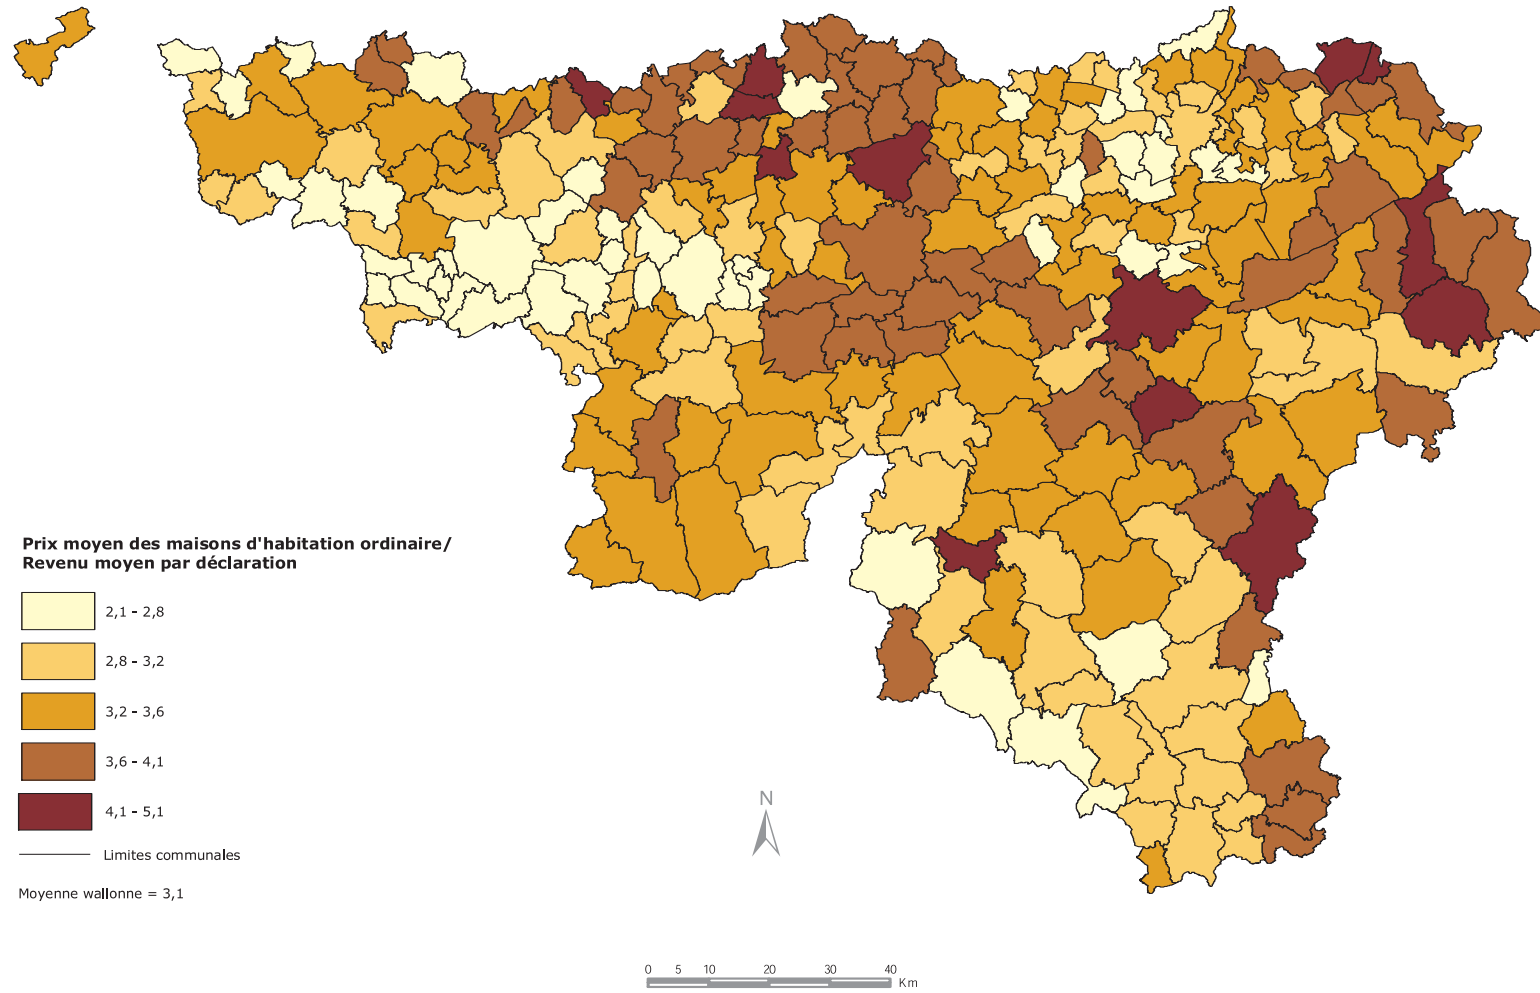 Prix moyen des maisons d'habitation ordinaire/
Revenu moyen par déclaration
2,1 - 2,8
2,8 - 3,2
3,2 - 3,6
3,6 - 4,1
4,1 - 5,1
Limites communales
Moyenne wallonne = 3,1
N
0 5 10 20 30 40
Km